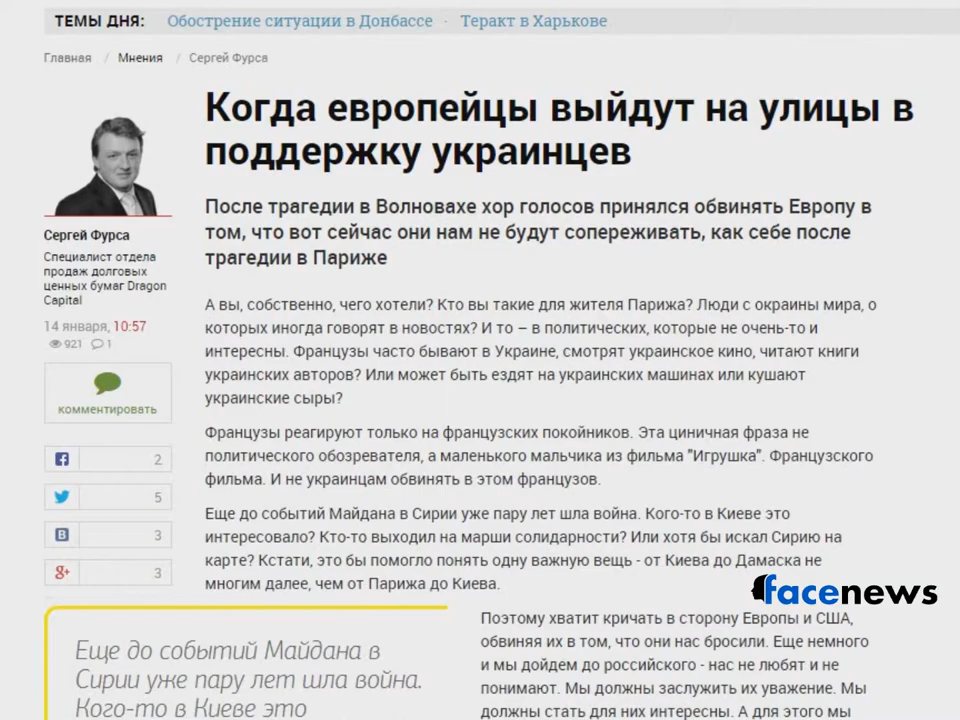 ТЕМЫ ДНЯ: Обострение ситуации в Донбассе · Теракт в Харькове
Главная / Мнения / Сергей Фурса
Когда европейцы выйдут на улицы в
поддержку украинцев
После трагедии в Волновахе хор голосов принялся обвинять Европу в
том, что вот сейчас они нам не будут сопереживать, как себе после
трагедии в Париже
Сергей Фурса
Специалист отдела
продаж долговых
ценных бумаг Dragon
Capital
14 января, 10:57
921 1
комментировать
2
5
3
3
А вы, собственно, чего хотели? Кто вы такие для жителя Парижа? Люди с окраины мира, о
которых иногда говорят в новостях? И то – в политических, которые не очень-то и
интересны. Французы часто бывают в Украине, смотрят украинское кино, читают книги
украинских авторов? Или может быть ездят на украинских машинах или кушают
украинские сыры?
Французы реагируют только на французских покойников. Эта циничная фраза не
политического обозревателя, а маленького мальчика из фильма "Игрушка". Французского
фильма. И не украинцам обвинять в этом французов.
Еще до событий Майдана в Сирии уже пару лет шла война. Кого-то в Киеве это
интересовало? Кто-то выходил на марши солидарности? Или хотя бы искал Сирию на
карте? Кстати, это бы помогло понять одну важную вещь - от Киева до Дамаска не
многим далее, чем от Парижа до Киева.
facenews
Еще до событий Майдана в
Сирии уже пару лет шла война.
Кого-то в Киеве это
Поэтому хватит кричать в сторону Европы и США,
обвиняя их в том, что они нас бросили. Еще немного
и мы дойдем до российского - нас не любят и не
понимают. Мы должны заслужить их уважение. Мы
должны стать для них интересны. А для этого мы